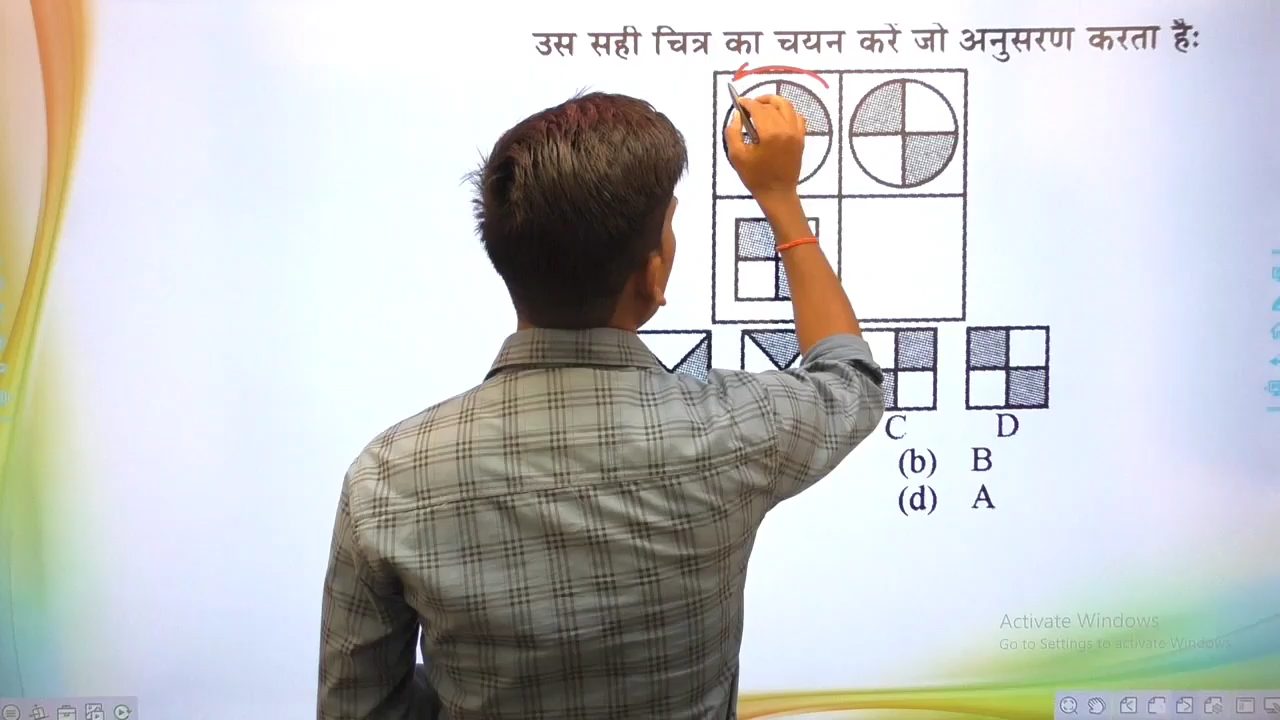 उस सही चित्र का चयन करें जो अनुसरण करता है:
C D
(b) B
(d) A
Activate Windows
Go to Settings to activate Windows.